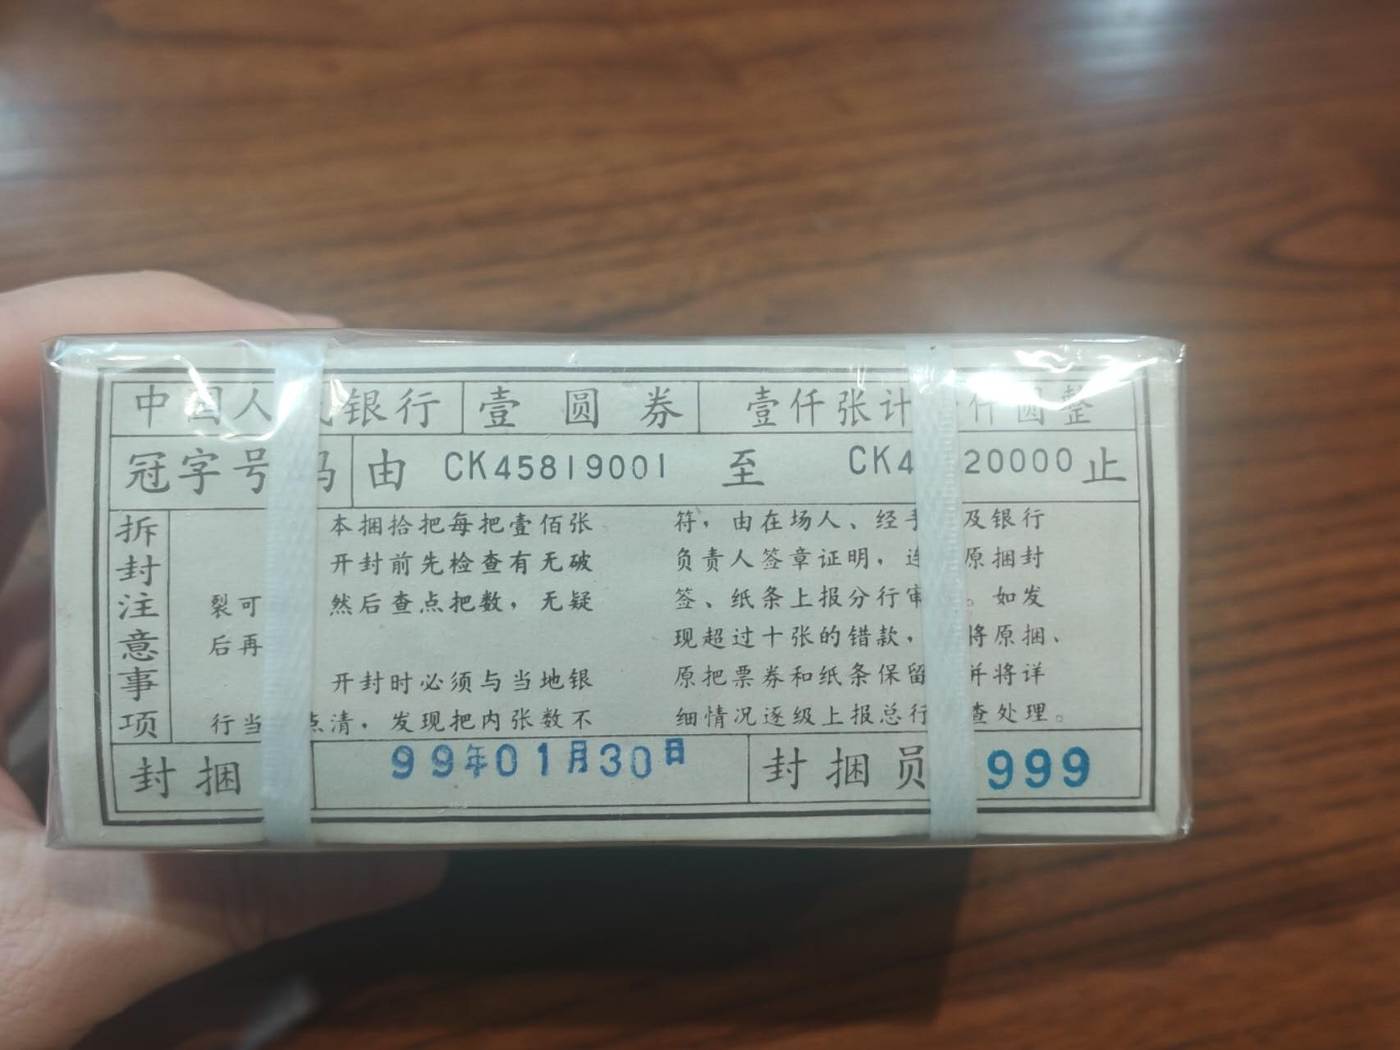 中国人 银行 壹圆券 壹仟张计 仟圆整
冠字号码 由 CK45819001 至 CK4 20000 止
拆封注意事项
本捆拾把每把壹佰张
开封前先检查有无破
裂可 然后查点把数，无疑
后再
开封时必须与当地银
行当 点清，发现把内张数不
符，由在场人、经手 及银行
负责人签章证明，连 原捆封
签、纸条上报分行审 。如发
现超过十张的错款， 将原捆、
原把票券和纸条保留 并将详
细情况逐级上报总行 查处理。
封捆 99年01月30日 封捆员 999